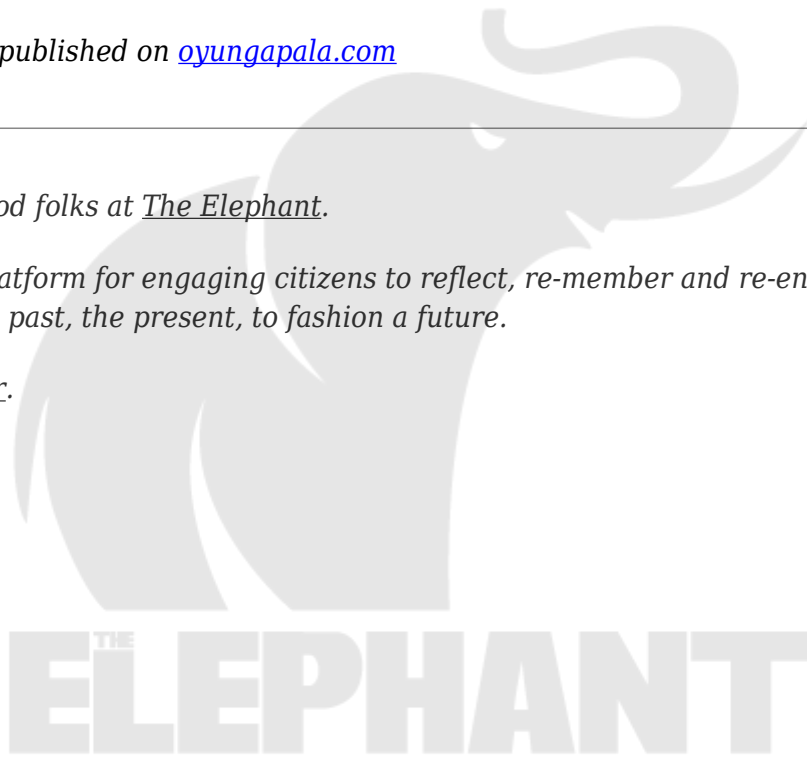 published on oyungapala.com
od folks at The Elephant.
atform for engaging citizens to reflect, re-member and re-en
past, the present, to fashion a future.
r.
THE
ELEPHANT